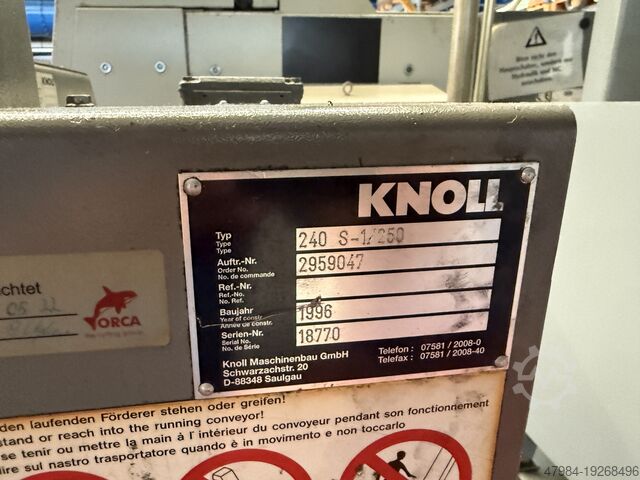 KNOLL
Typ
Type
Type
240 S-1/250
Auftr.-Nr.
Order No.
No. de commande
2959047
Ref.-Nr.
Ref.-No.
No. Ref.
Baujahr
Year of constr.
Année de constr.
1996
Serien-Nr.
Serial No.
No. de Série
18770
Knoll Maschinenbau GmbH
Schwarzachstr. 20
D-88348 Saulgau
Telefon : 07581 / 2008-0
Telefax : 07581 / 2008-40
chtet
05 22
ORCA
den laufenden Förderer stehen oder greifen!
stand or reach into the running conveyor!
se tenir ou mettre la main à l'intérieur du convoyeur pendant son fonctionnement
dire sul nastro trasportatore quando è in movimento e non toccarlo
47984-19268496